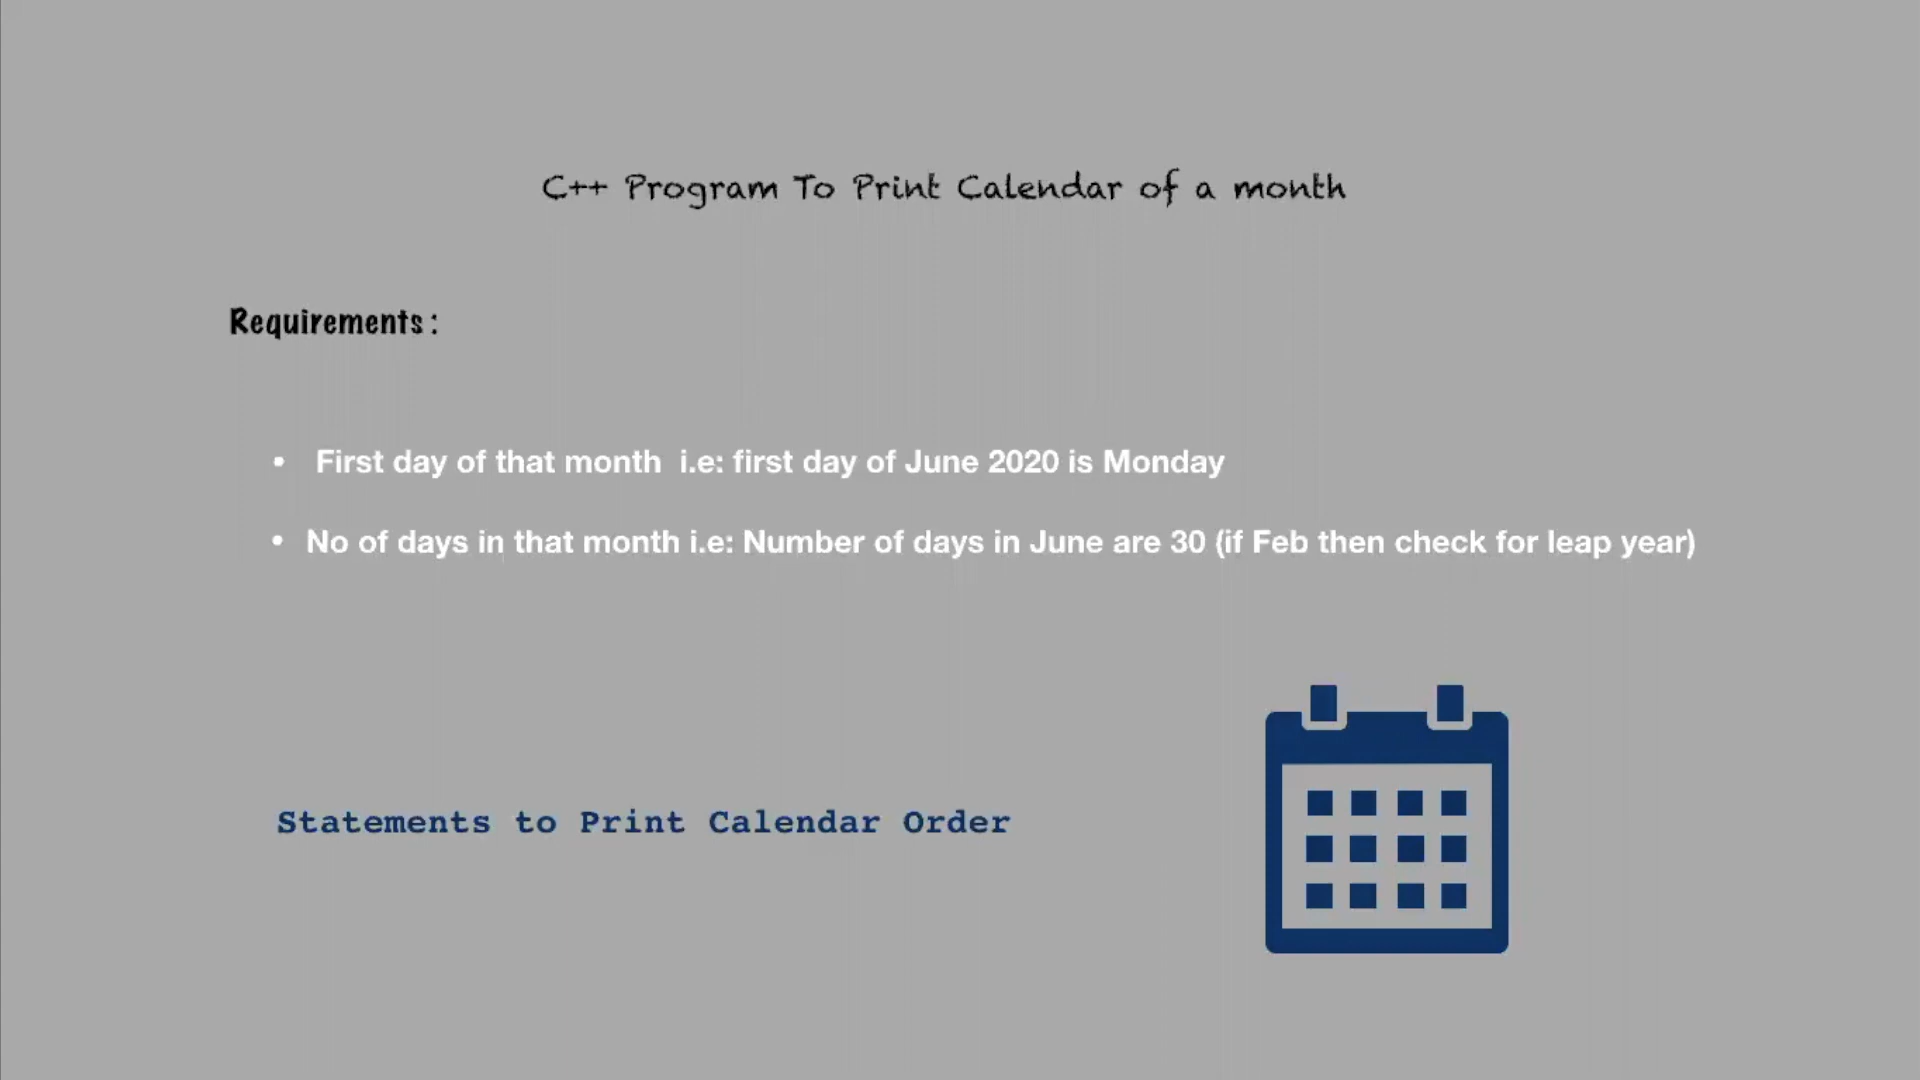 C++ Program To Print Calendar of a month
Requirements:
• First day of that month i.e: first day of June 2020 is Monday
• No of days in that month i.e: Number of days in June are 30 (if Feb then check for leap year)
Statements to Print Calendar Order